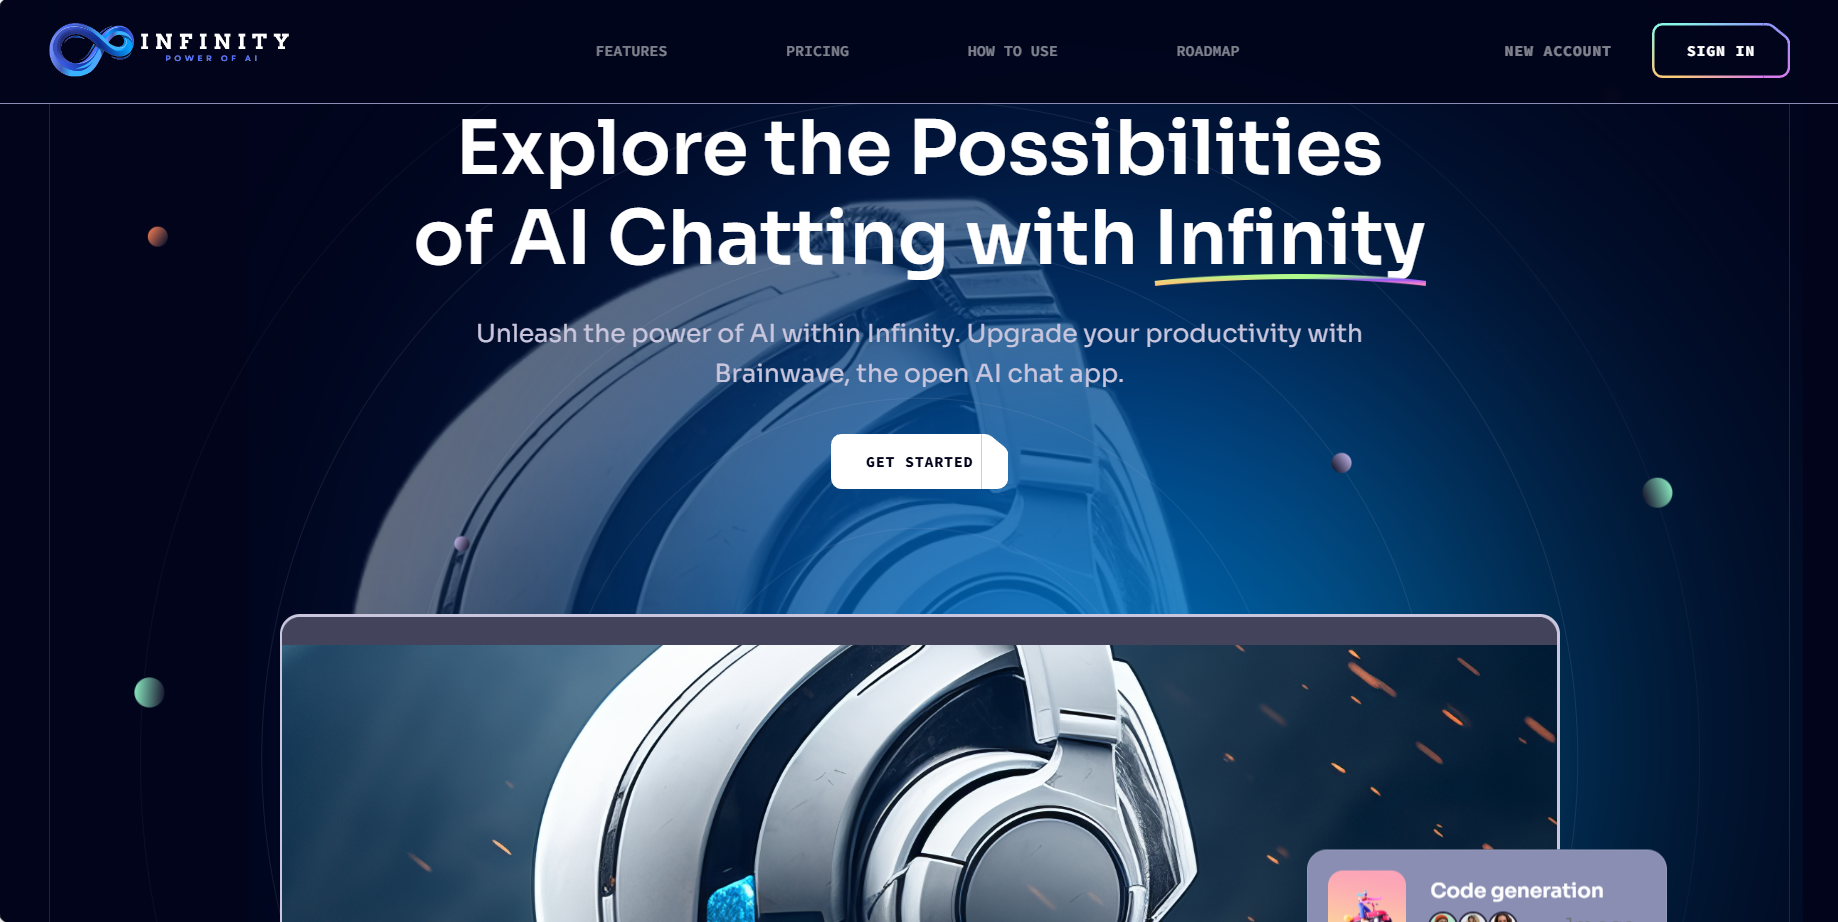 INFINITY
POWER OF AI
FEATURES
PRICING
HOW TO USE
ROADMAP
NEW ACCOUNT
SIGN IN
Explore the Possibilities
of AI Chatting with Infinity
Unleash the power of AI within Infinity. Upgrade your productivity with
Brainwave, the open AI chat app.
GET STARTED
Code generation